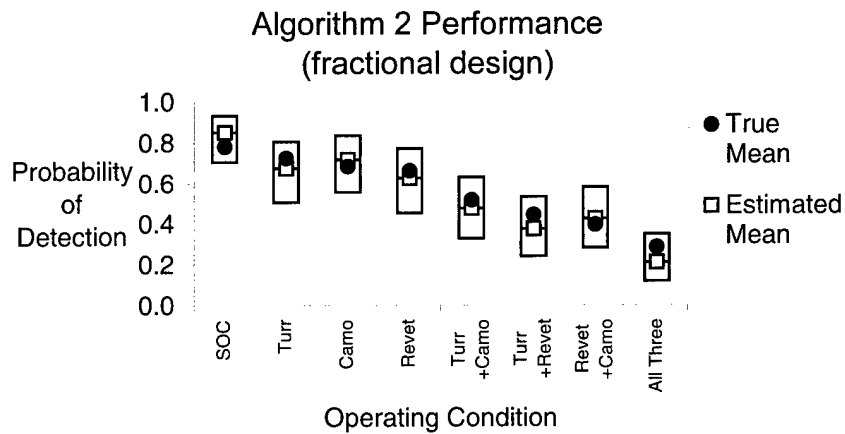 Algorithm 2 Performance
(fractional design)
1.0
0.8
0.6
0.4
0.2
0.0
Probability
of
Detection
True
Mean
Estimated
Mean
SOC
Turr
Camo
Revet
Turr
+Camo
Turr
+Revet
Revet
+Camo
All Three
Operating Condition